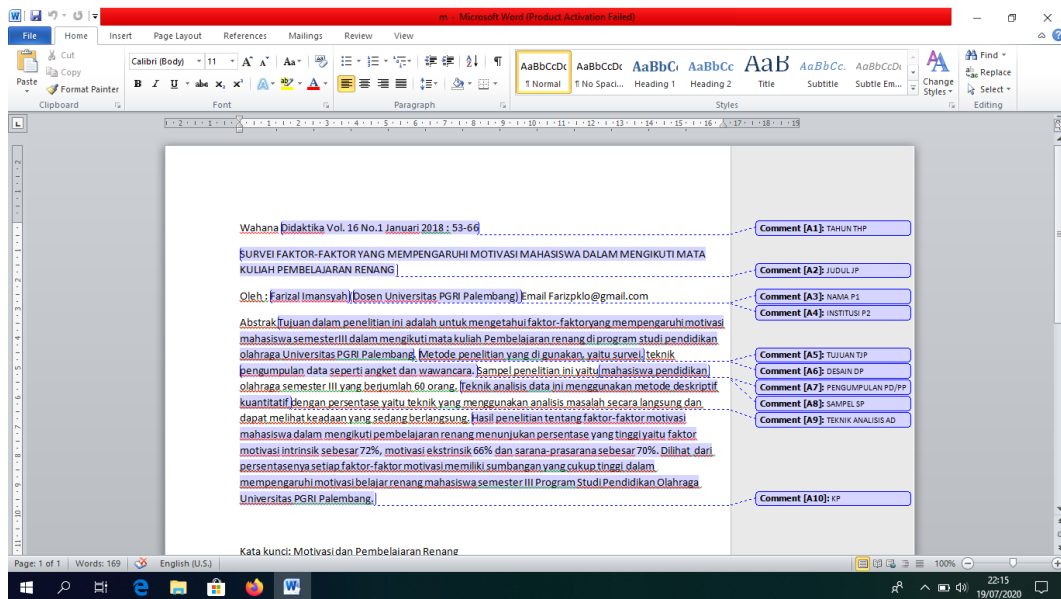 m - Microsoft Word (Product Activation Failed)
File Home Insert Page Layout References Mailings Review View
Cut
Copy
Format Painter
Paste
Clipboard
Calibri (Body) 11
Font
Paragraph
AaBbCcDc AaBbCcDc AaBbC AaBbCc AaB AaBbCc. AaBbCcDc
¶ Normal ¶ No Spaci... Heading 1 Heading 2 Title Subtitle Subtle Em...
Styles
Change Styles
Find
Replace
Select
Editing
Wahana Didaktika Vol. 16 No.1 Januari 2018 : 53-66
SURVEI FAKTOR-FAKTOR YANG MEMPENGARUHI MOTIVASI MAHASISWA DALAM MENGIKUTI MATA
KULIAH PEMBELAJARAN RENANG
Oleh : Farizal Imansyah (Dosen Universitas PGRI Palembang) Email Farizpklo@gmail.com
Abstrak Tujuan dalam penelitian ini adalah untuk mengetahui faktor-faktoryang mempengaruhi motivasi
mahasiswa semesterIII dalam mengikuti mata kuliah Pembelajaran renang di program studi pendidikan
olahraga Universitas PGRI Palembang. Metode penelitian yang di gunakan, yaitu survei. teknik
pengumpulan data seperti angket dan wawancara. Sampel penelitian ini yaitu mahasiswa pendidikan
olahraga semester III yang berjumlah 60 orang. Teknik analisis data ini menggunakan metode deskriptif
kuantitatif dengan persentase yaitu teknik yang menggunakan analisis masalah secara langsung dan
dapat melihat keadaan yang sedang berlangsung. Hasil penelitian tentang faktor-faktor motivasi
mahasiswa dalam mengikuti pembelajaran renang menunjukan persentase yang tinggi yaitu faktor
motivasi intrinsik sebesar 72%, motivasi ekstrinsik 66% dan sarana-prasarana sebesar 70%. Dilihat dari
persentasenya setiap faktor-faktor motivasi memiliki sumbangan yang cukup tinggi dalam
mempengaruhi motivasi belajar renang mahasiswa semester III Program Studi Pendidikan Olahraga
Universitas PGRI Palembang.
Kata kunci: Motivasi dan Pembelajaran Renang
Comment [A1]: TAHUN THP
Comment [A2]: JUDUL JP
Comment [A3]: NAMA P1
Comment [A4]: INSTITUSI P2
Comment [A5]: TUJUAN TJP
Comment [A6]: DESAIN DP
Comment [A7]: PENGUMPULAN PD/PP
Comment [A8]: SAMPEL SP
Comment [A9]: TEKNIK ANALISIS AD
Comment [A10]: KP
Page: 1 of 1 Words: 169 English (U.S.) 100%
22:15
19/07/2020